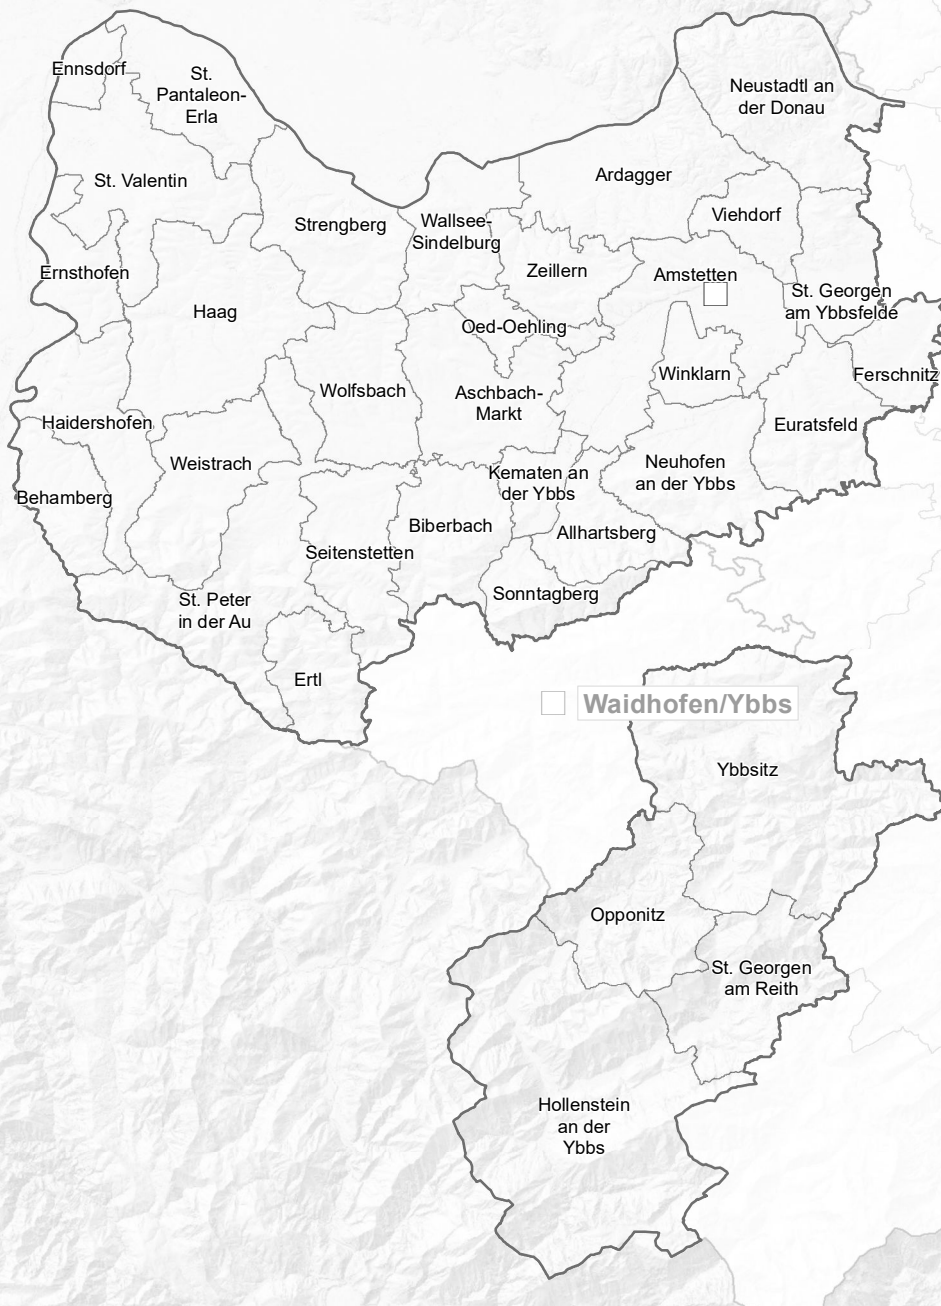 Ennsdorf
St.
Pantaleon-
Erla
Neustadtl an
der Donau
St. Valentin
Ardagger
Strengberg
Wallsee-
Sindelburg
Viehdorf
Ernsthofen
Zeillern
Amstetten
Haag
St. Georgen
am Ybbsfelde
Oed-Oehling
Wolfsbach
Aschbach-
Markt
Winklarn
Ferschnitz
Haidershofen
Euratsfeld
Weistrach
Neuhofen
an der Ybbs
Kematen an
der Ybbs
Behamberg
Biberbach
Allhartsberg
Seitenstetten
Sonntagberg
St. Peter
in der Au
Ertl
Waidhofen/Ybbs
Ybbsitz
Opponitz
St. Georgen
am Reith
Hollenstein
an der
Ybbs